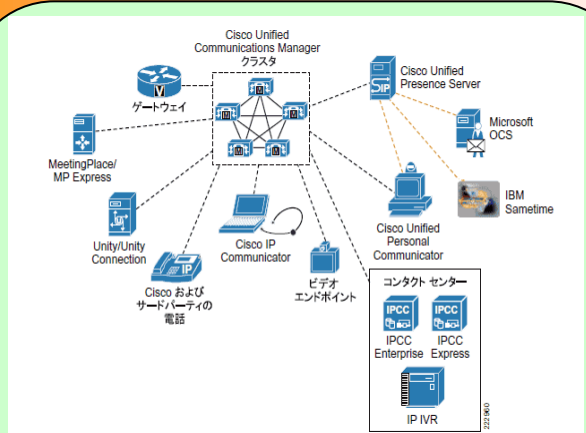 Cisco Unified
Communications Manager
クラスタ
V
ゲートウェイ
M
M
M
M
M
SIP
Cisco Unified
Presence Server
Microsoft
OCS
MeetingPlace/
MP Express
IBM
Sametime
Unity/Unity
Connection
IP
Cisco および
サードパーティの
電話
Cisco IP
Communicator
ビデオ
エンドポイント
Cisco Unified
Personal
Communicator
コンタクト センター
IPCC
IPCC
IPCC
Enterprise
IPCC
Express
IP IVR
222960